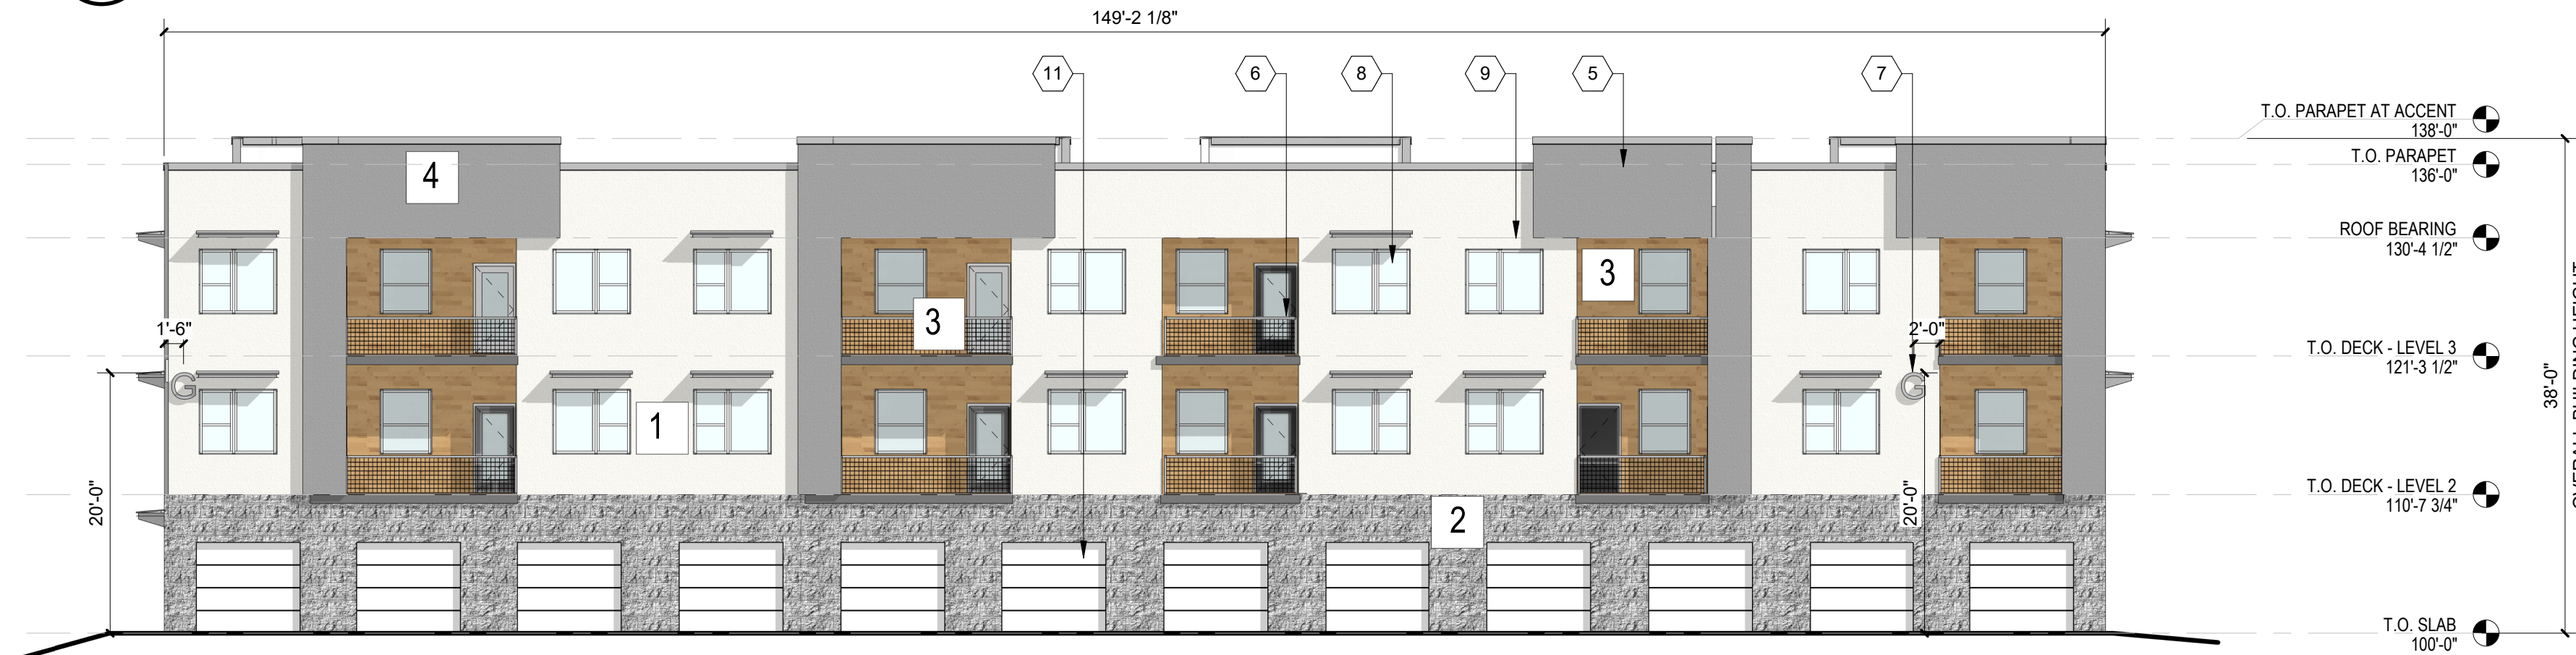 149'-2 1/8"
11
6
8
9
5
7
T.O. PARAPET AT ACCENT
138'-0"
T.O. PARAPET
136'-0"
4
ROOF BEARING
130'-4 1/2"
3
3
1'-6"
2'-0"
T.O. DECK - LEVEL 3
121'-3 1/2"
G
G
38'-0"
1
20'-0"
20'-0"
T.O. DECK - LEVEL 2
110'-7 3/4"
2
T.O. SLAB
100'-0"